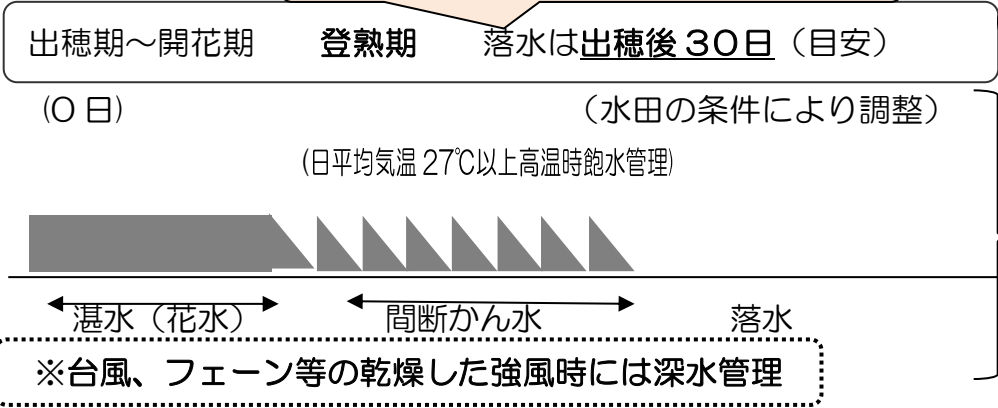 出穂期～開花期　登熟期　落水は出穂後30日（目安）
(0日)　（水田の条件により調整）
(日平均気温27℃以上高温時飽水管理)
湛水（花水）　間断かん水　落水
※台風、フェーン等の乾燥した強風時には深水管理